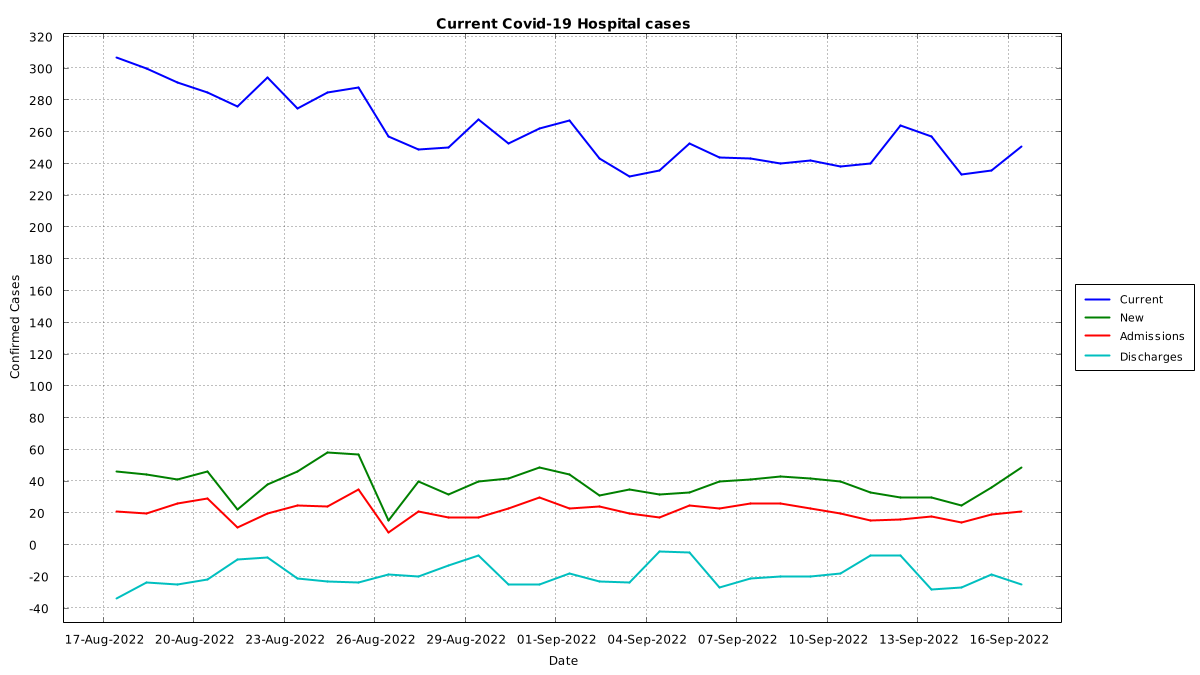 Current Covid-19 Hospital cases
320
300
280
260
240
220
200
180
160
140
120
100
80
60
40
20
0
-20
-40
Confirmed Cases
17-Aug-2022 20-Aug-2022 23-Aug-2022 26-Aug-2022 29-Aug-2022 01-Sep-2022 04-Sep-2022 07-Sep-2022 10-Sep-2022 13-Sep-2022 16-Sep-2022
Date
Current
New
Admissions
Discharges